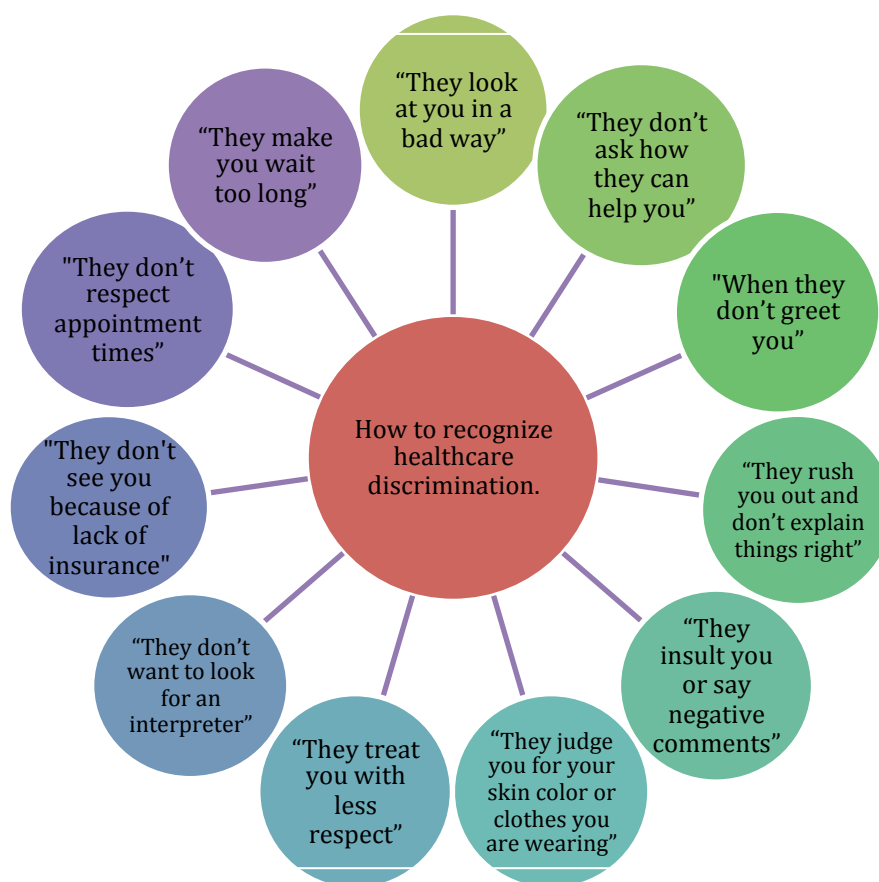 How to recognize
healthcare
discrimination.
“They look
at you in a
bad way”
“They don’t
ask how
they can
help you”
"When they
don’t greet
you”
“They rush
you out and
don’t explain
things right”
“They
insult you
or say
negative
comments”
“They judge
you for your
skin color or
clothes you
are wearing”
“They treat
you with
less
respect”
“They don’t
want to look
for an
interpreter”
"They don't
see you
because of
lack of
insurance"
"They don’t
respect
appointment
times”
“They make
you wait
too long”